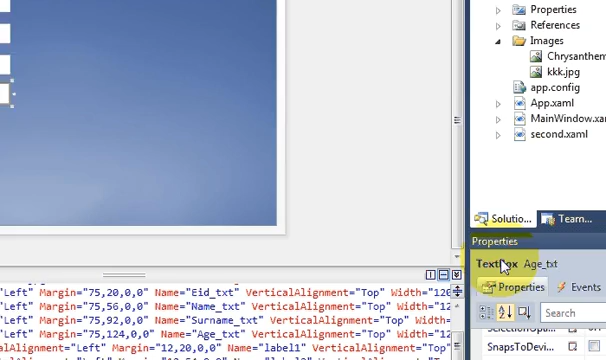 Properties
References
Images
Chrysanthem
kkk.jpg
app.config
App.xaml
MainWindow.xa
second.xaml
Solutio...
Team...
Properties
TextBox Age_txt
Properties
Events
Search
SnapsToDevi...
"Left" Margin="75,20,0,0" Name="Eid_txt" VerticalAlignment="Top" Width="120
"Left" Margin="75,56,0,0" Name="Name_txt" VerticalAlignment="Top" Width="12
"Left" Margin="75,92,0,0" Name="Surname_txt" VerticalAlignment="Top" Width=
"Left" Margin="75,124,0,0" Name="Age_txt" VerticalAlignment="Top" Width="12
alAlignment="Left" Margin="12,20,0,0" Name="label1" VerticalAlignment="Top"